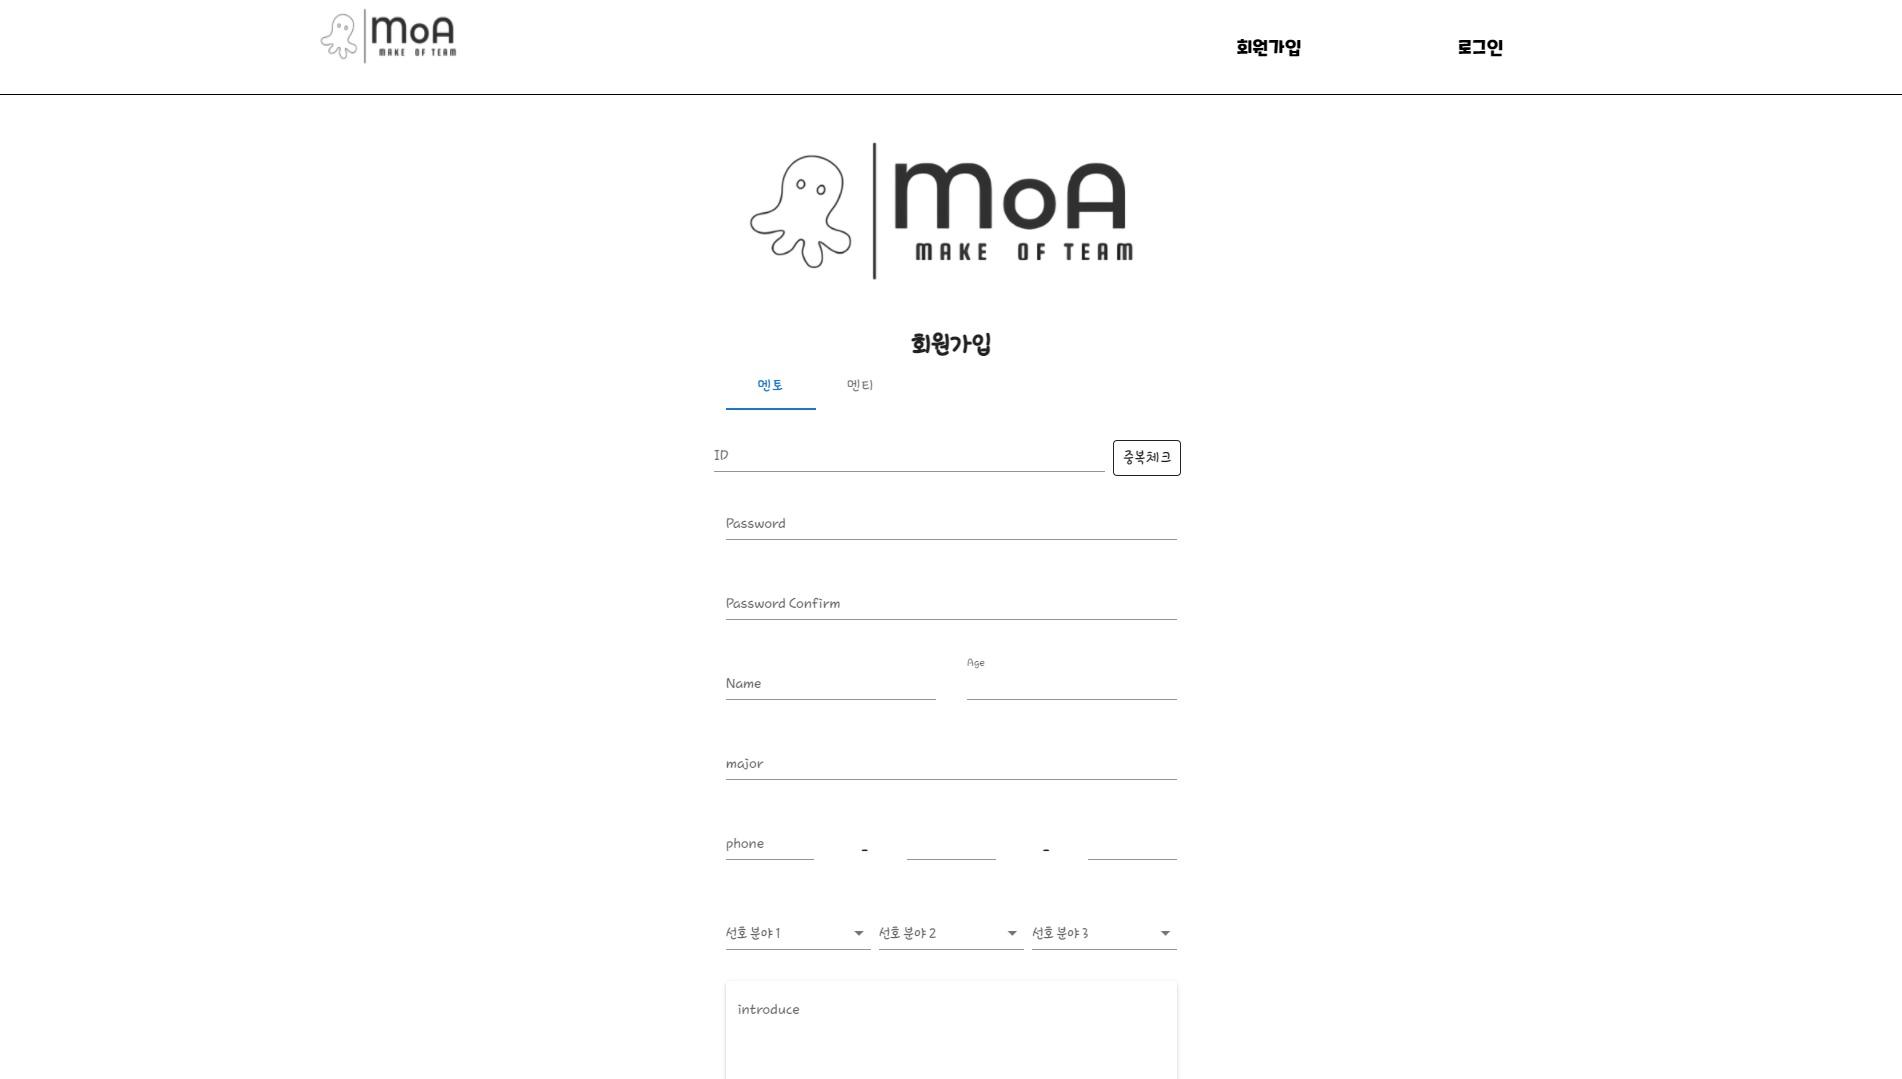 MoA
MAKE OF TEAM
회원가입
로그인
MoA
MAKE OF TEAM
회원가입
멘토 멘티
ID 중복체크
Password
Password Confirm
Name Age
major
phone - -
선호 분야 1 선호 분야 2 선호 분야 3
introduce